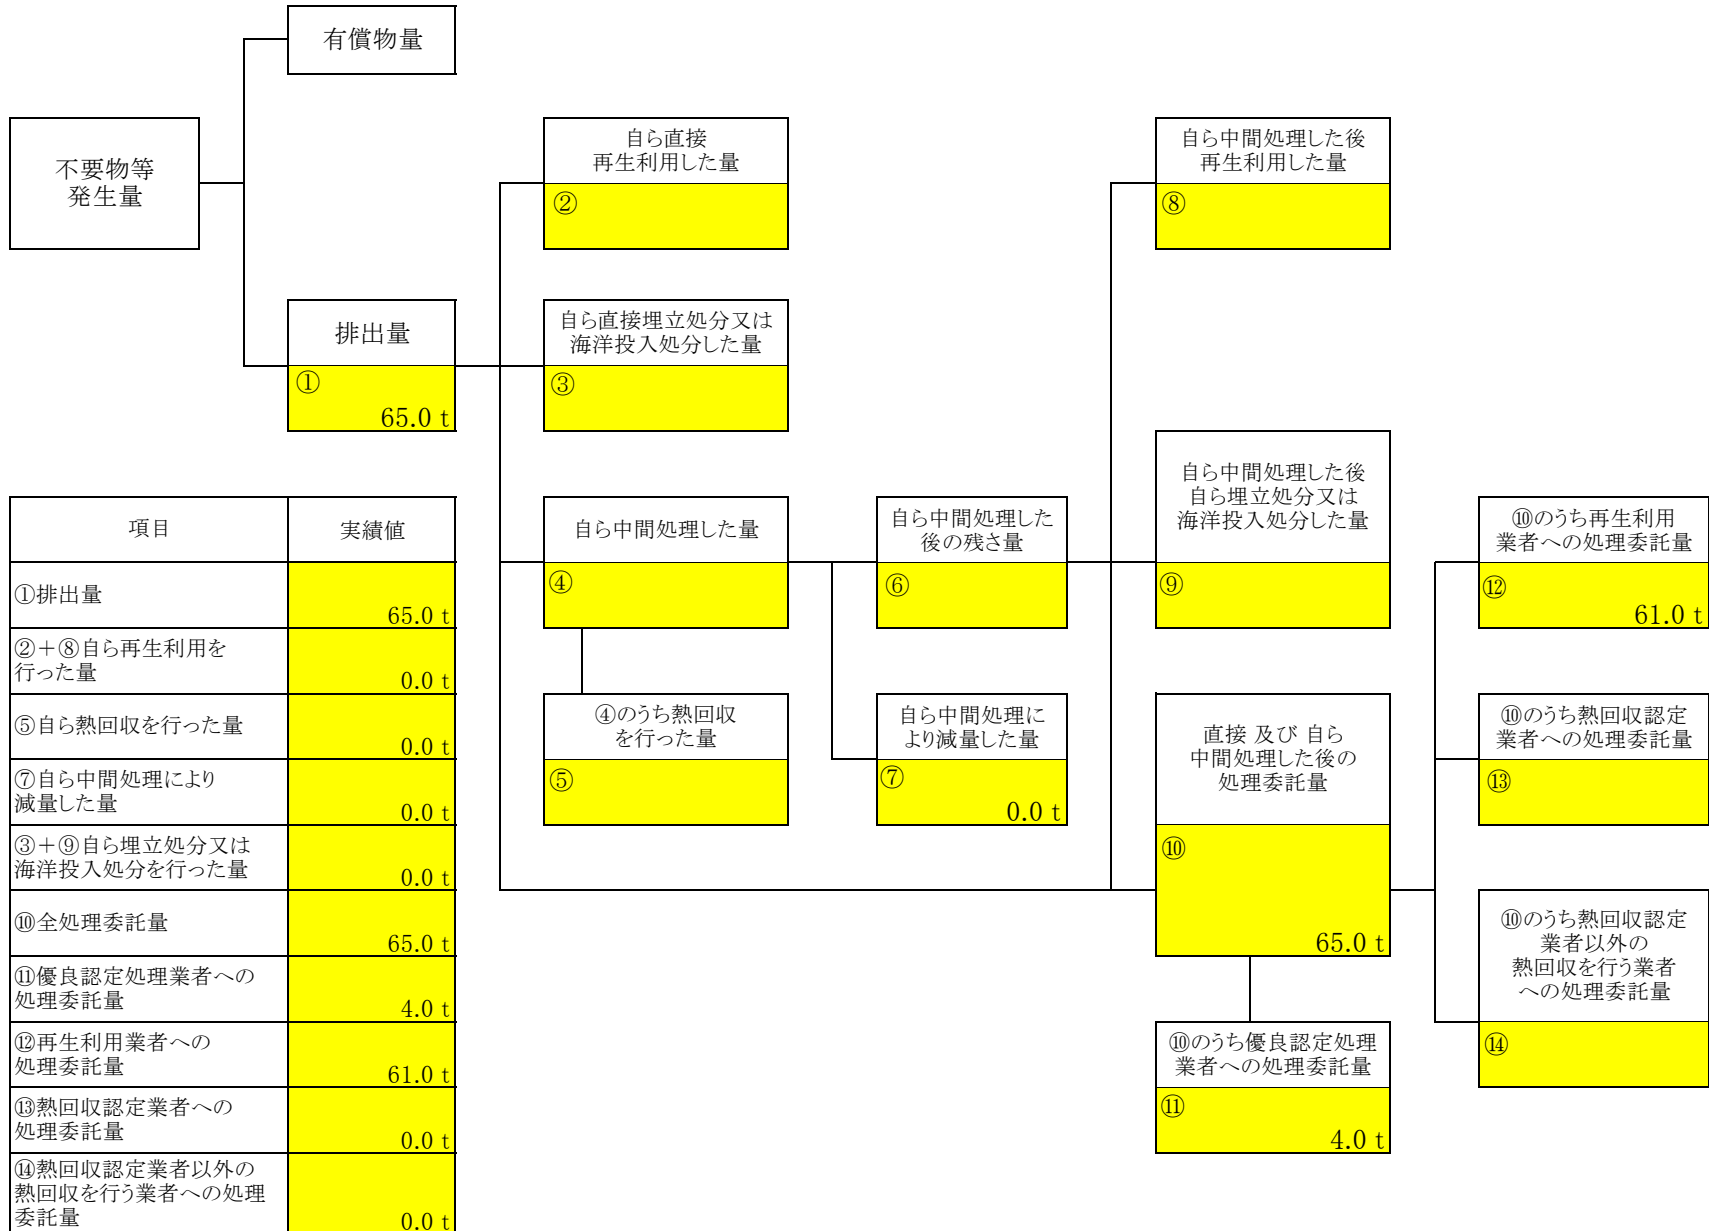 有償物量
不要物等
発生量
自ら直接
再生利用した量
②
自ら中間処理した後
再生利用した量
⑧
排出量
①
65.0 t
自ら直接埋立処分又は
海洋投入処分した量
③
自ら中間処理した量
④
自ら中間処理した
後の残さ量
⑥
自ら中間処理した後
自ら埋立処分又は
海洋投入処分した量
⑨
⑩のうち再生利用
業者への処理委託量
⑫
61.0 t
④のうち熱回収
を行った量
⑤
自ら中間処理に
より減量した量
⑦
0.0 t
直接 及び 自ら
中間処理した後の
処理委託量
⑩
65.0 t
⑩のうち熱回収認定
業者への処理委託量
⑬
⑩のうち熱回収認定
業者以外の
熱回収を行う業者
への処理委託量
⑭
⑩のうち優良認定処理
業者への処理委託量
⑪
4.0 t
項目 実績値
①排出量
65.0 t
②＋⑧自ら再生利用を
行った量
0.0 t
⑤自ら熱回収を行った量
0.0 t
⑦自ら中間処理により
減量した量
0.0 t
③＋⑨自ら埋立処分又は
海洋投入処分を行った量
0.0 t
⑩全処理委託量
65.0 t
⑪優良認定処理業者への
処理委託量
4.0 t
⑫再生利用業者への
処理委託量
61.0 t
⑬熱回収認定業者への
処理委託量
0.0 t
⑭熱回収認定業者以外の
熱回収を行う業者への処理
委託量
0.0 t